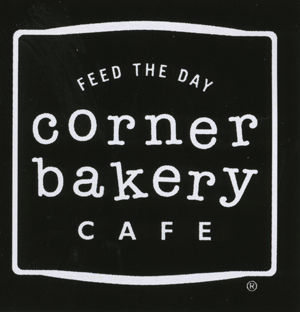 FEED THE DAY
corner
bakery
CAFE
®